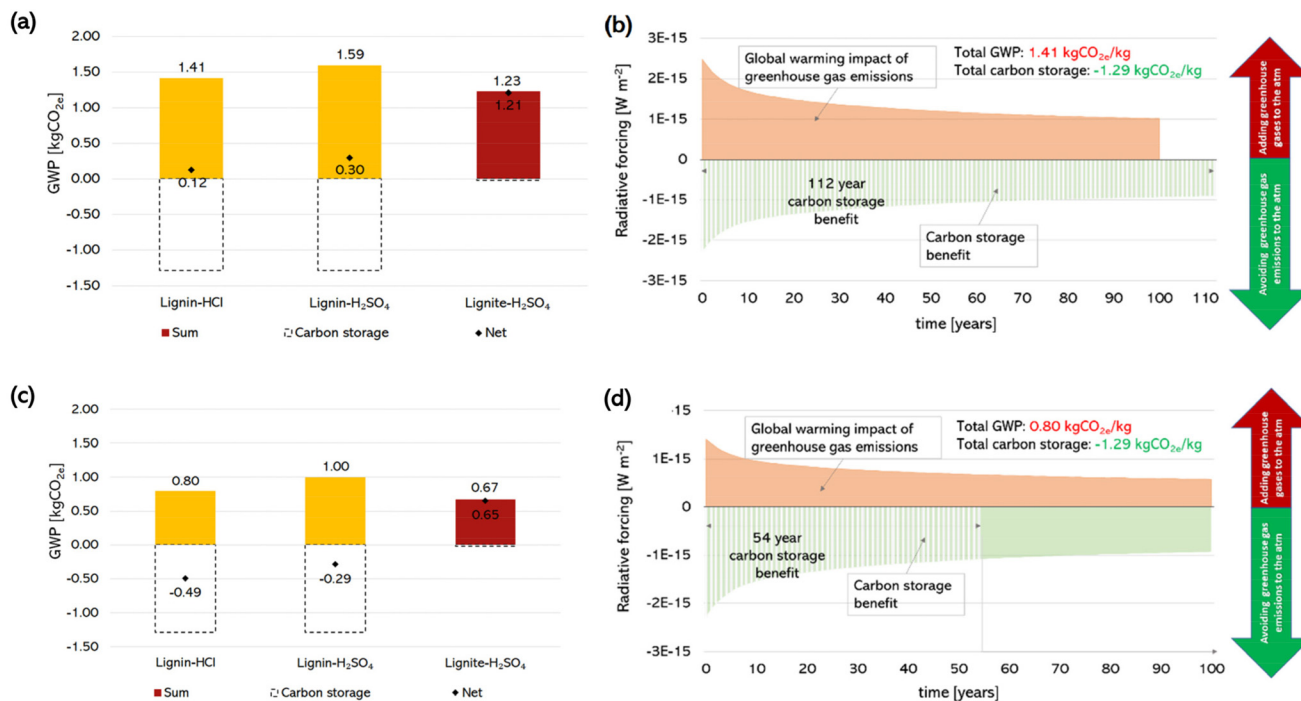 (a)
GWP [kgCO2e]
2.00
1.50
1.00
0.50
0.00
-0.50
-1.00
-1.50
1.41
1.59
1.23
1.21
0.12
0.30
Lignin-HCl
Lignin-H₂SO₄
Lignite-H₂SO₄
Sum
Carbon storage
Net
(b)
Radiative forcing [W m⁻²]
3E-15
2E-15
1E-15
0
-1E-15
-2E-15
-3E-15
Global warming impact of
greenhouse gas emissions
Total GWP: 1.41 kgCO2e/kg
Total carbon storage: -1.29 kgCO2e/kg
112 year
carbon storage
benefit
Carbon storage
benefit
0 10 20 30 40 50 60 70 80 90 100 110
time [years]
Adding greenhouse
gases to the atm
Avoiding greenhouse gas
emissions to the atm
(c)
GWP [kgCO2e]
2.00
1.50
1.00
0.50
0.00
-0.50
-1.00
-1.50
0.80
1.00
0.67
0.65
-0.49
-0.29
Lignin-HCl
Lignin-H₂SO₄
Lignite-H₂SO₄
Sum
Carbon storage
Net
(d)
Radiative forcing [W m⁻²]
-15
1E-15
0
-1E-15
-2E-15
-3E-15
Global warming impact of
greenhouse gas emissions
Total GWP: 0.80 kgCO2e/kg
Total carbon storage: -1.29 kgCO2e/kg
54 year
carbon storage
benefit
Carbon storage
benefit
0 10 20 30 40 50 60 70 80 90 100
time [years]
Adding greenhouse
gases to the atm
Avoiding greenhouse gas
emissions to the atm